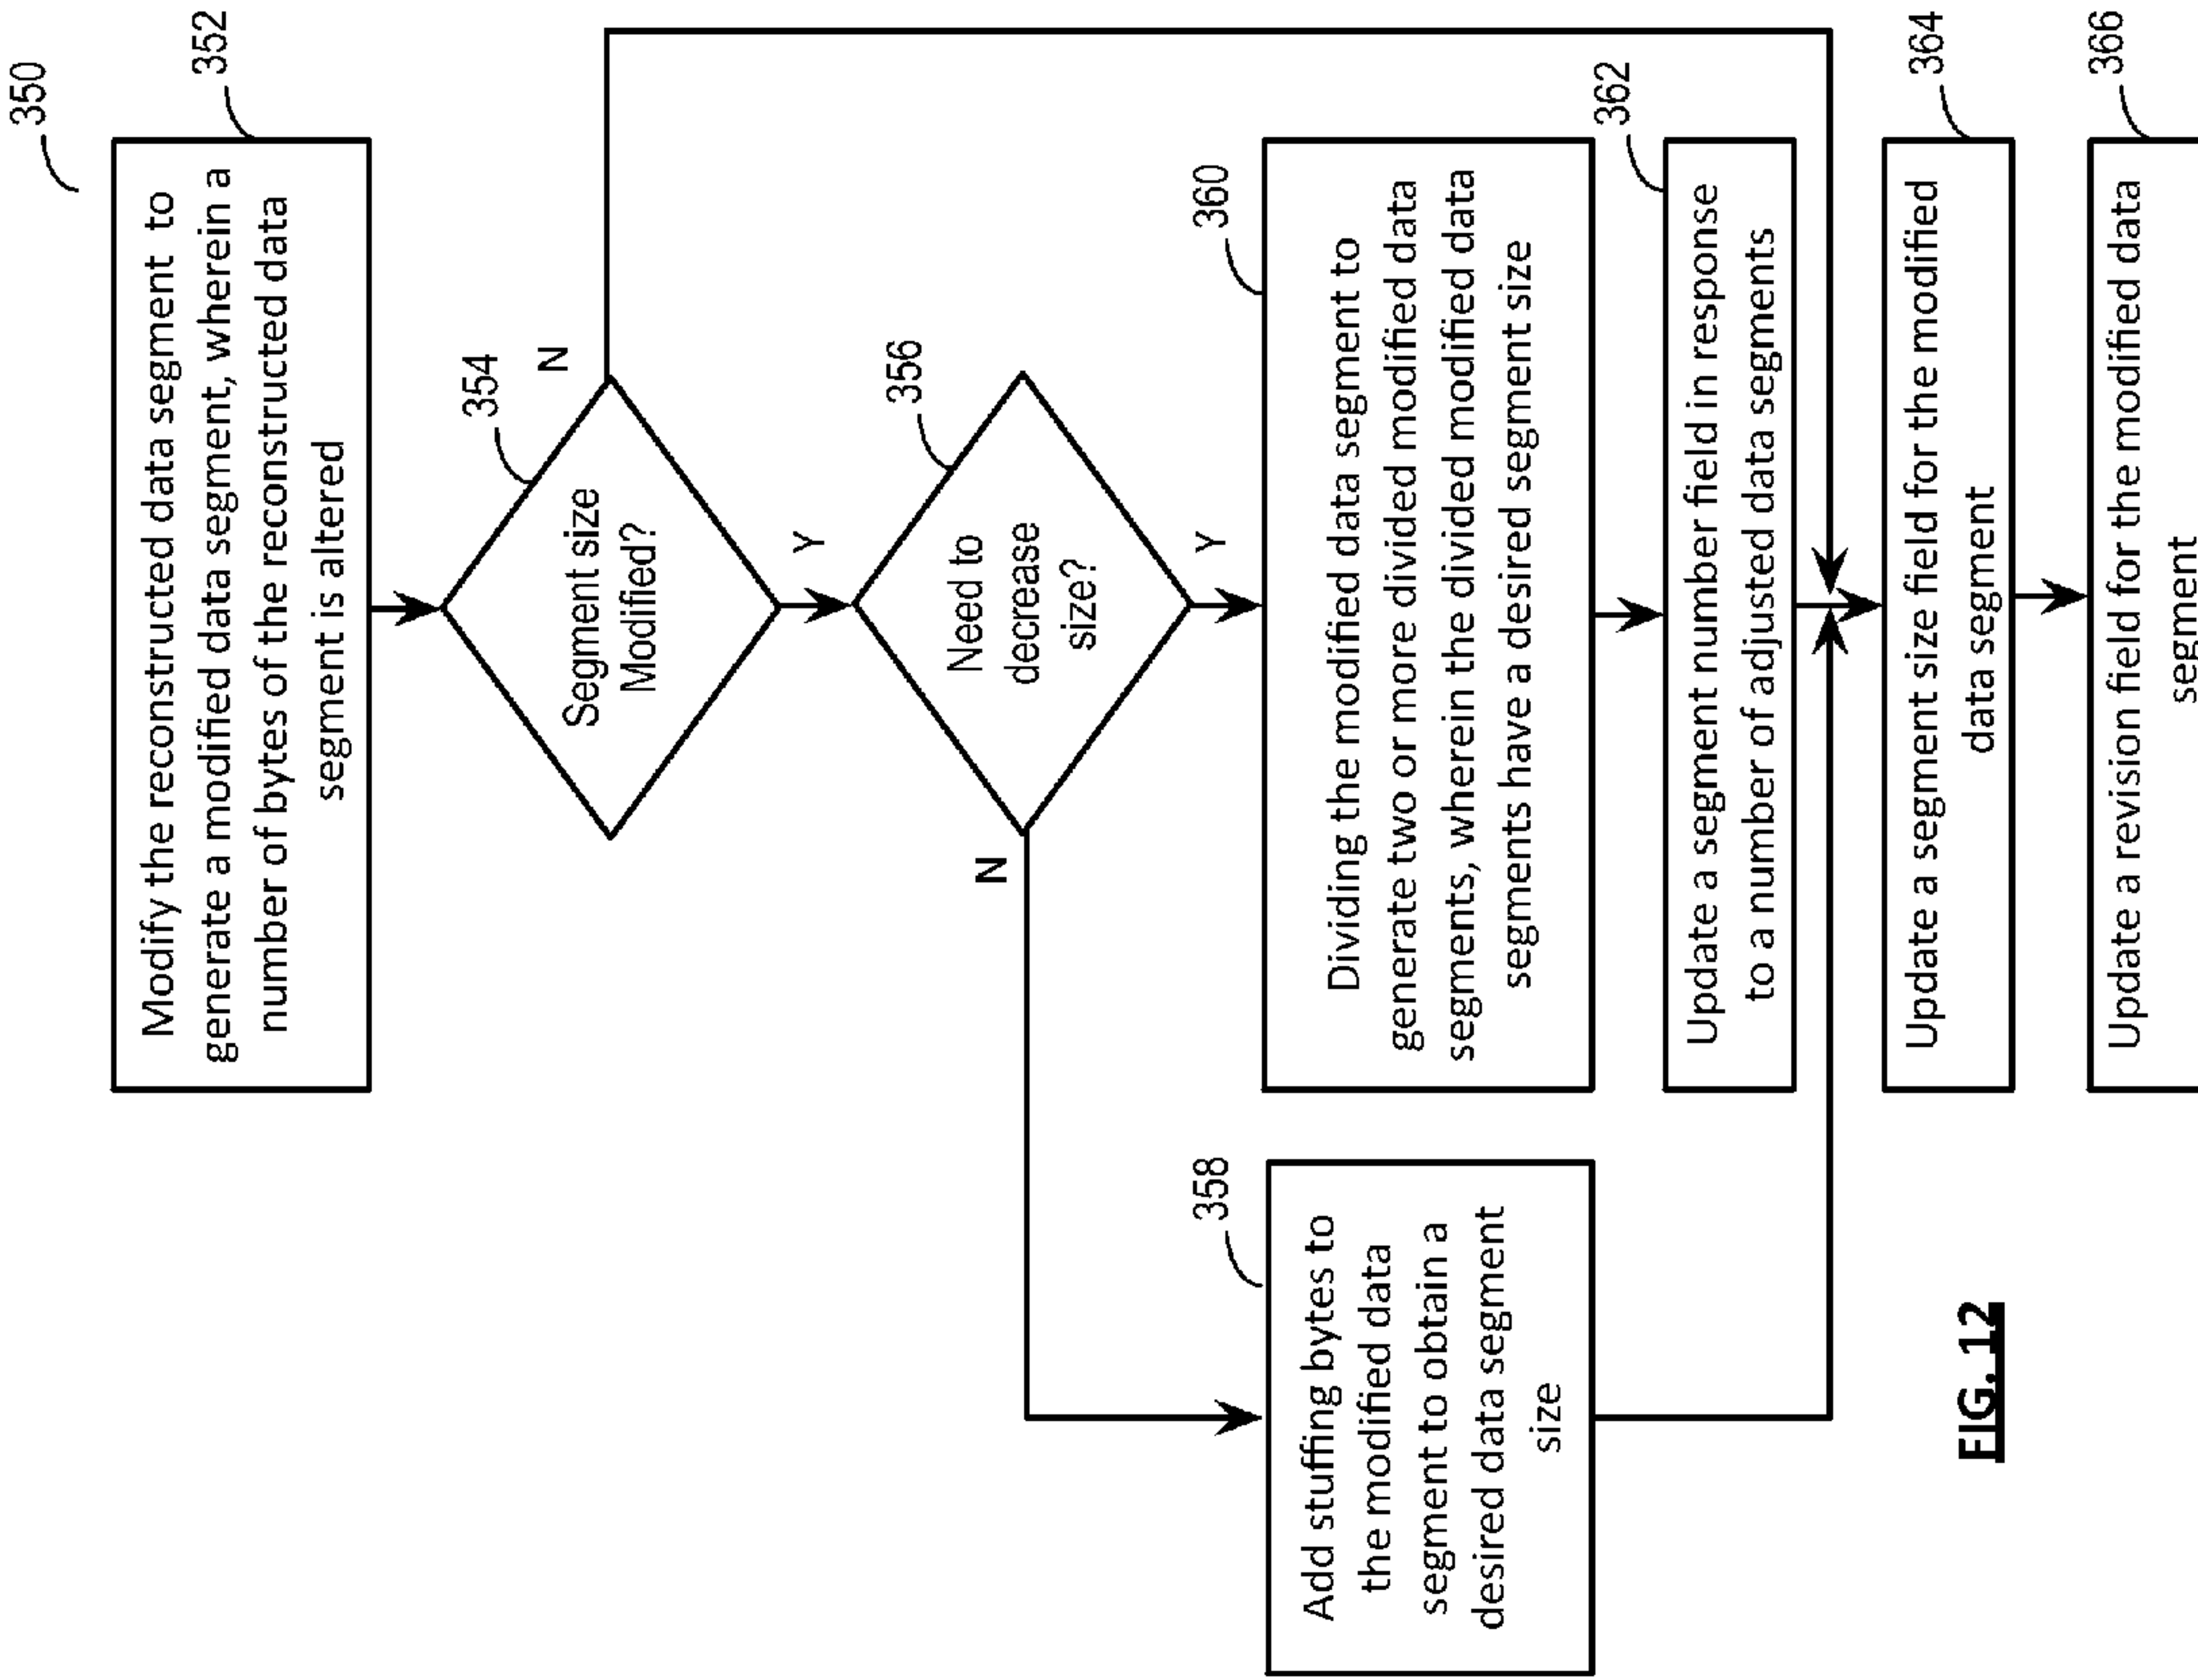 350
352
Modify the reconstructed data segment to
generate a modified data segment, wherein a
number of bytes of the reconstructed data
segment is altered
354
Segment size
Modified?
N
Y
356
Need to
decrease
size?
N
Y
358
Add stuffing bytes to
the modified data
segment to obtain a
desired data segment
size
360
Dividing the modified data segment to
generate two or more divided modified data
segments, wherein the divided modified data
segments have a desired segment size
362
Update a segment number field in response
to a number of adjusted data segments
364
Update a segment size field for the modified
data segment
366
Update a revision field for the modified data
segment
FIG. 12